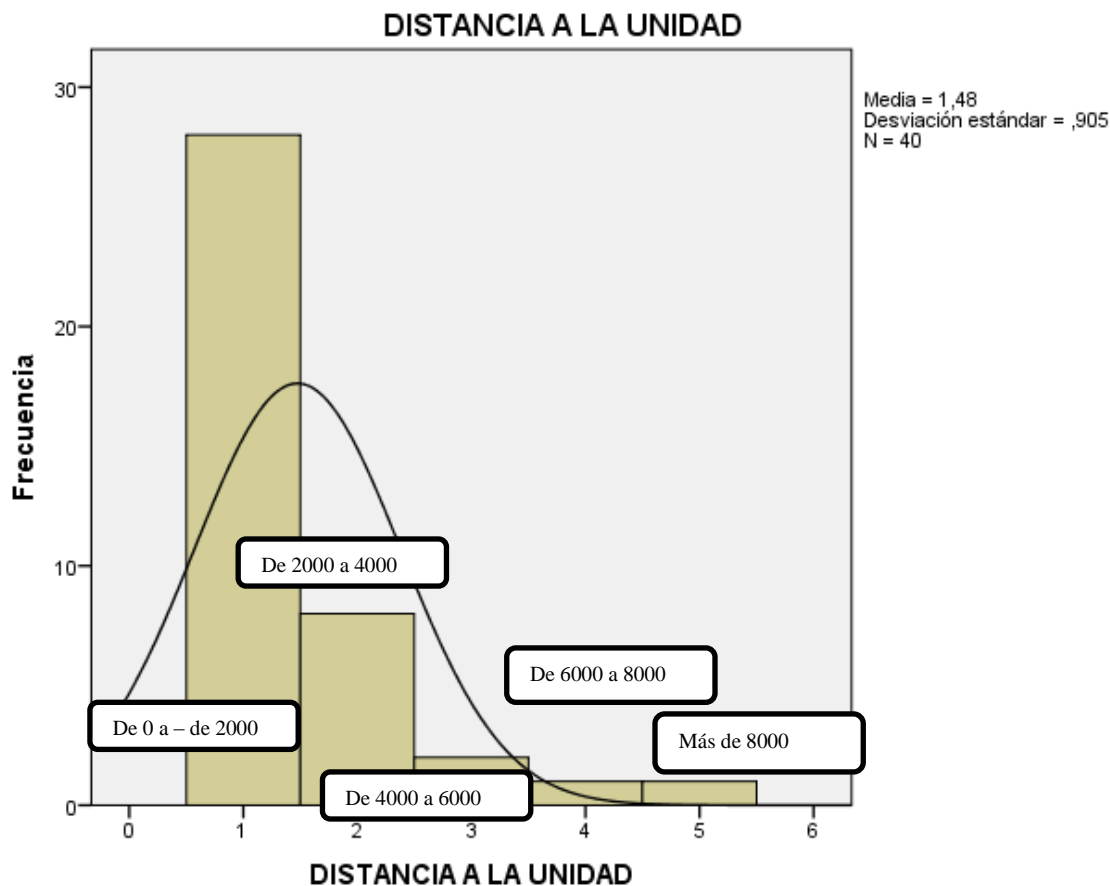 DISTANCIA A LA UNIDAD
Media = 1,48
Desviación estándar = ,905
N = 40
30
20
10
0
Frecuencia
De 2000 a 4000
De 6000 a 8000
De 0 a – de 2000
Más de 8000
De 4000 a 6000
0 1 2 3 4 5 6
DISTANCIA A LA UNIDAD